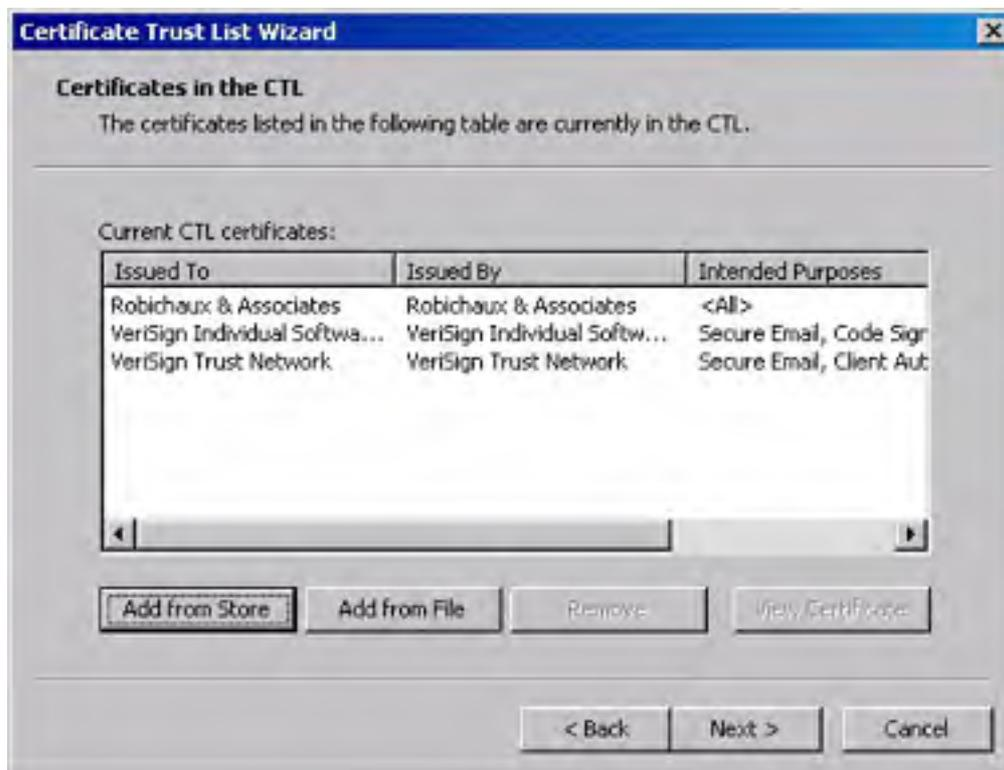 Certificate Trust List Wizard
Certificates in the CTL
The certificates listed in the following table are currently in the CTL.
Current CTL certificates:
Issued To Issued By Intended Purposes
Robichaux & Associates Robichaux & Associates <All>
VeriSign Individual Softwa... VeriSign Individual Softw... Secure Email, Code Sigr
VeriSign Trust Network VeriSign Trust Network Secure Email, Client Aut
Add from Store Add from File Remove View Certificate
< Back Next > Cancel